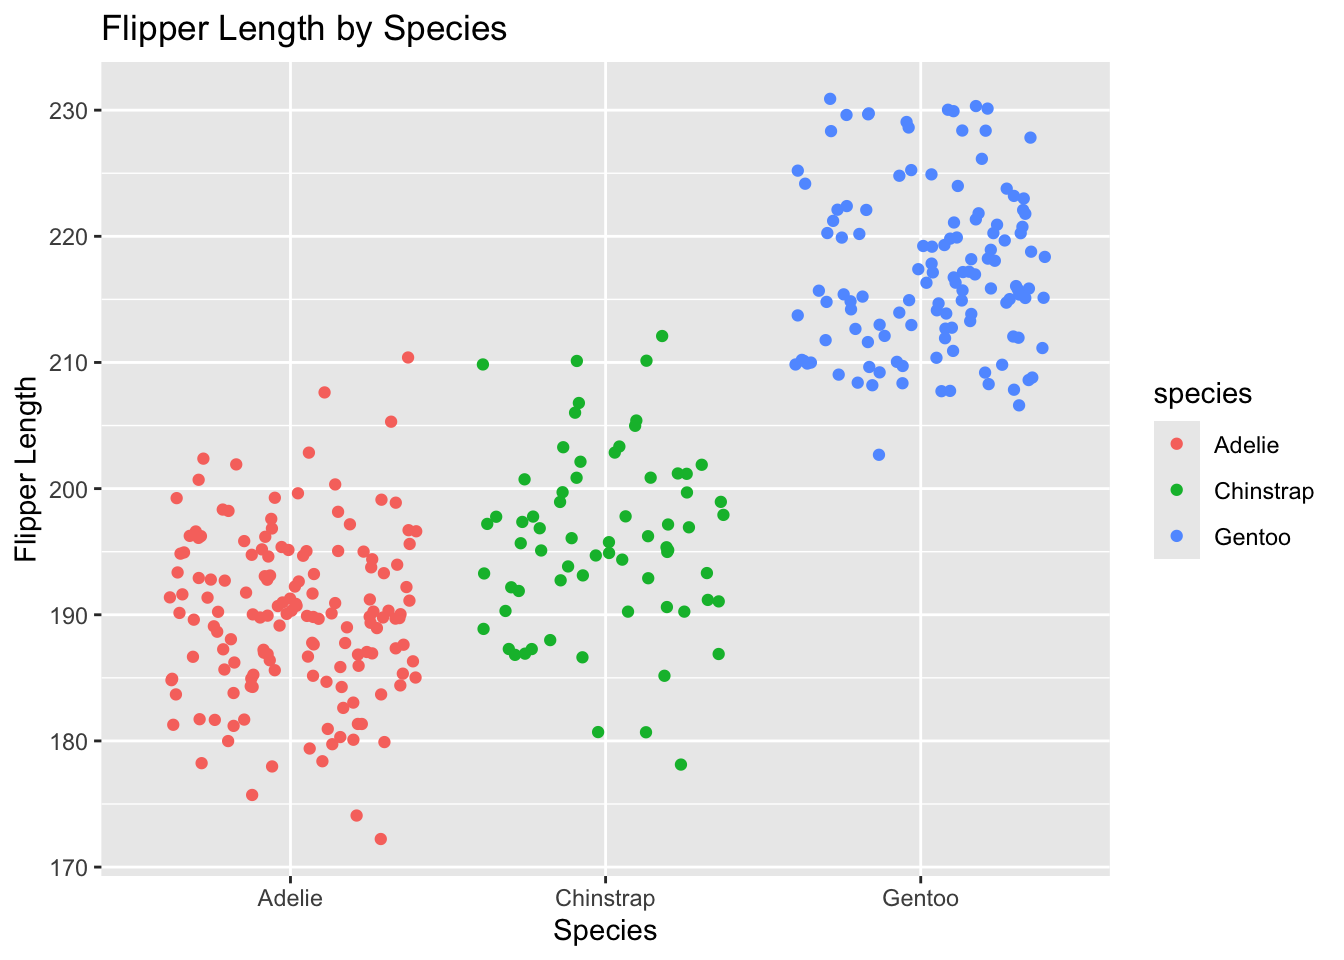 Flipper Length by Species
Flipper Length
230
220
210
200
190
180
170
Adelie
Chinstrap
Gentoo
Species
species
Adelie
Chinstrap
Gentoo